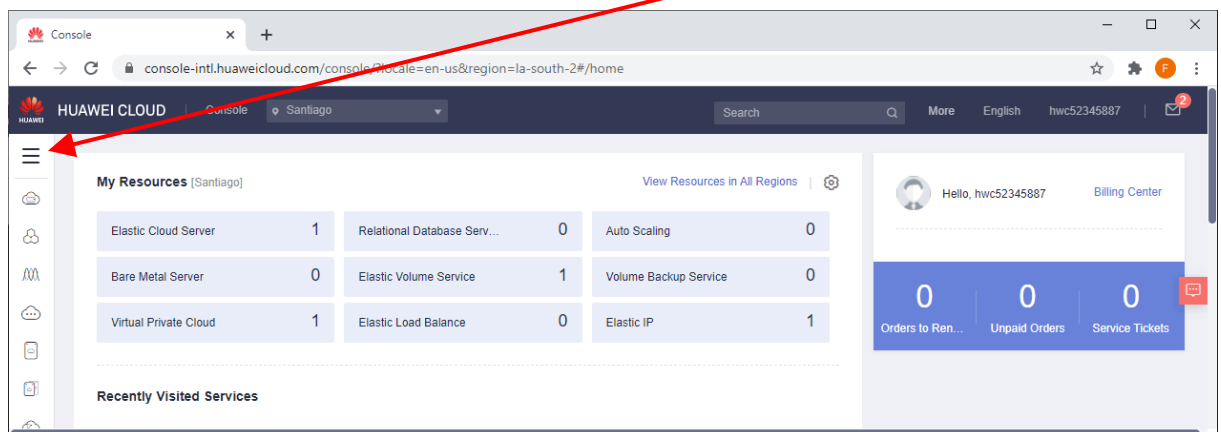 Console
console-intl.huaweicloud.com/console/?locale=en-us&region=la-south-2#/home
F
HUAWEI
HUAWEI CLOUD | Console Santiago Search More English hwc52345887 | 2
My Resources [Santiago] View Resources in All Regions
Hello, hwc52345887 Billing Center
Elastic Cloud Server 1 Relational Database Serv... 0 Auto Scaling 0
Bare Metal Server 0 Elastic Volume Service 1 Volume Backup Service 0
Virtual Private Cloud 1 Elastic Load Balance 0 Elastic IP 1
0 0 0
Orders to Ren... Unpaid Orders Service Tickets
Recently Visited Services